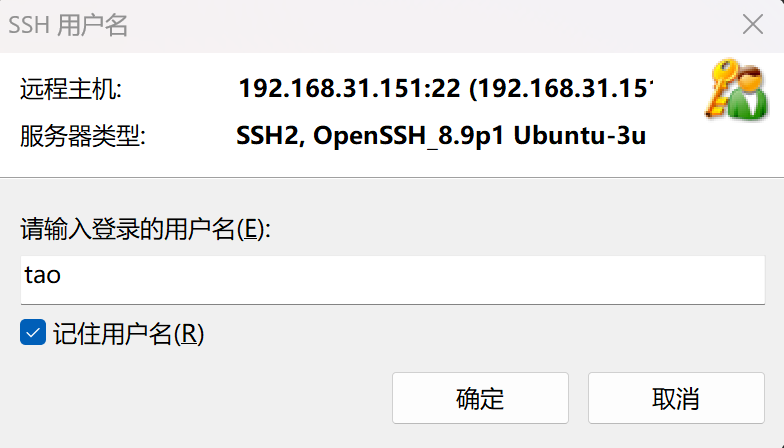 SSH 用户名
远程主机: 192.168.31.151:22 (192.168.31.15
服务器类型: SSH2, OpenSSH_8.9p1 Ubuntu-3u
请输入登录的用户名(E):
tao
记住用户名(R)
确定 取消